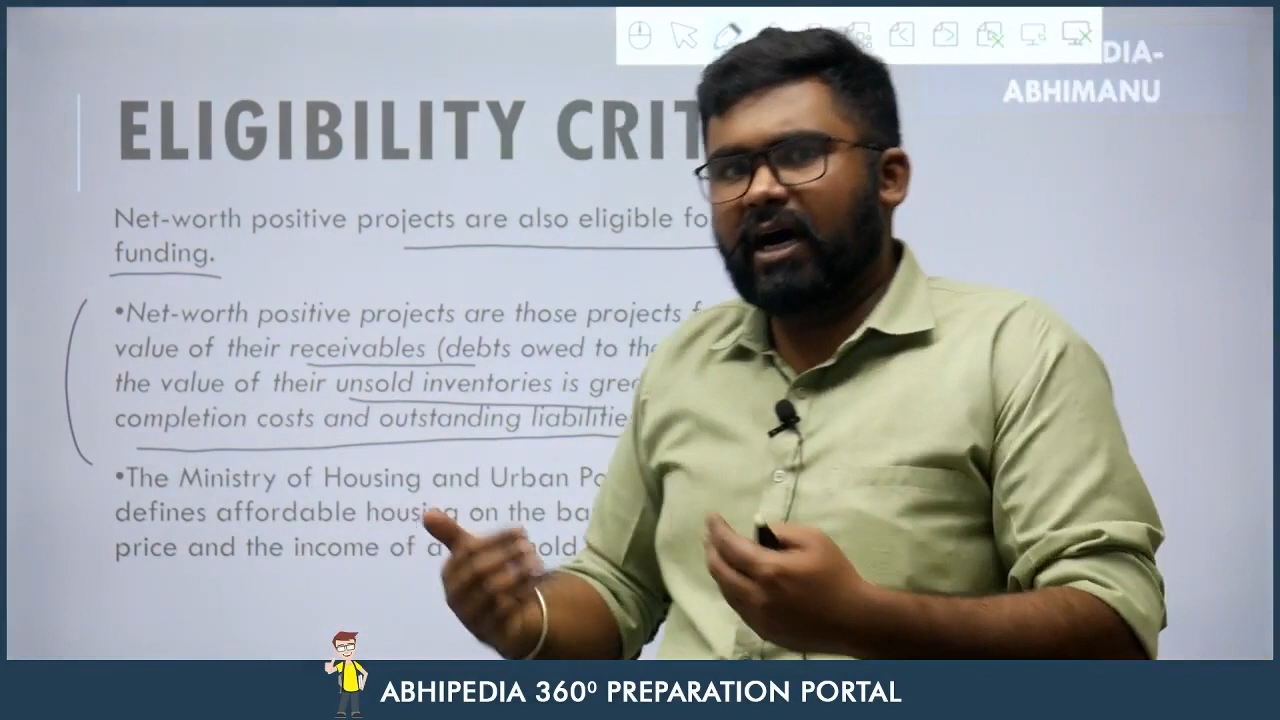 DIA-
ABHIMANU
ELIGIBILITY CRIT
Net-worth positive projects are also eligible fo
funding.
•Net-worth positive projects are those projects f
value of their receivables (debts owed to the
the value of their unsold inventories is grea
completion costs and outstanding liabilitie
•The Ministry of Housing and Urban Po
defines affordable housing on the ba
price and the income of a hold
ABHIPEDIA 360⁰ PREPARATION PORTAL